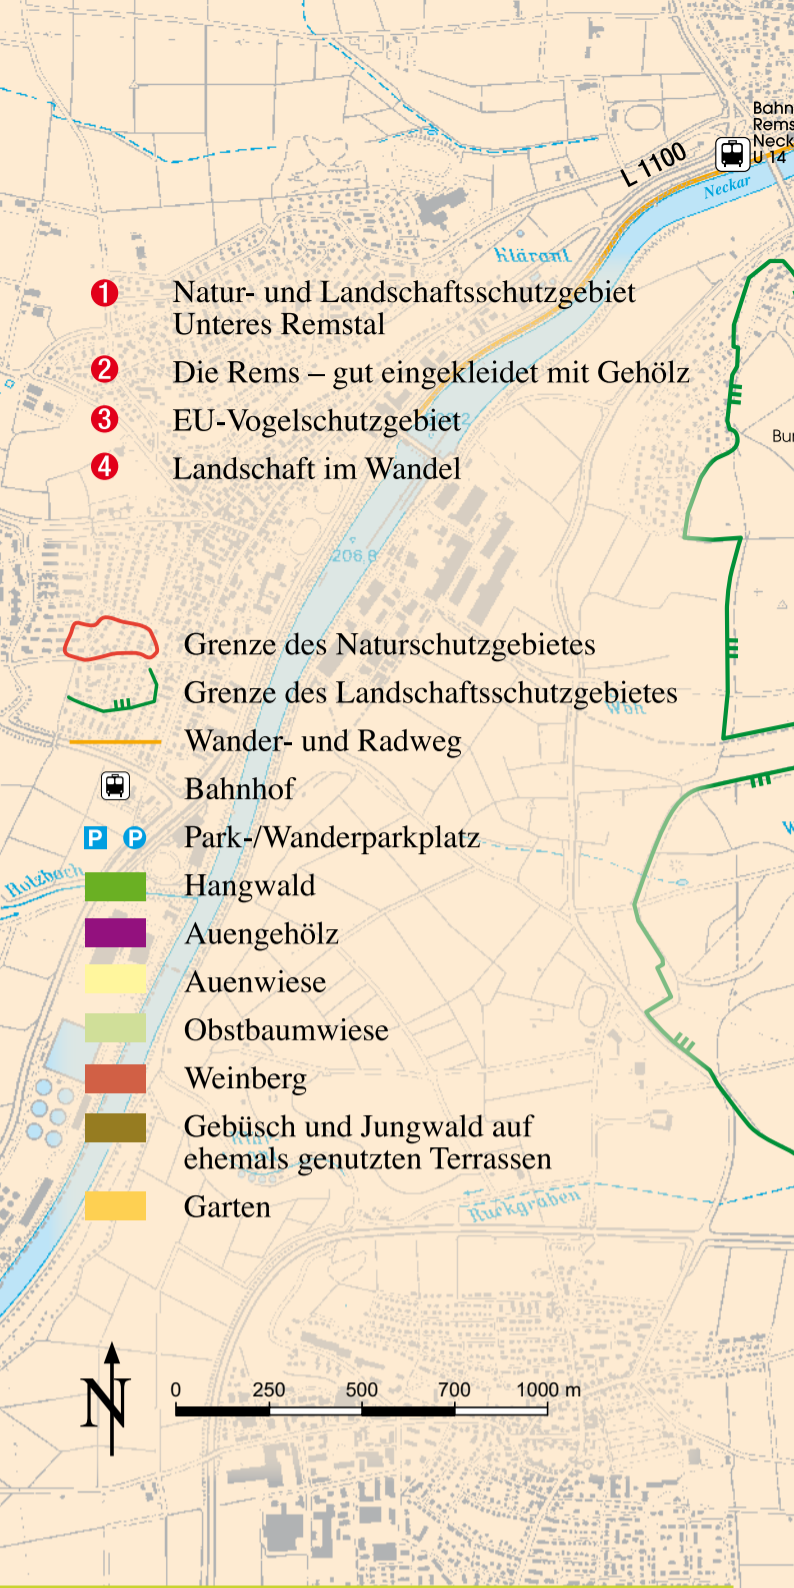 Bahn
Rems
Neck
U 14
L 1100
Neckar
Kläranl
1 Natur- und Landschaftsschutzgebiet
Unteres Remstal
2 Die Rems – gut eingekleidet mit Gehölz
3 EU-Vogelschutzgebiet
4 Landschaft im Wandel
Bur
206,8
Grenze des Naturschutzgebietes
Grenze des Landschaftsschutzgebietes
Wander- und Radweg
Bahnhof
P P Park-/Wanderparkplatz
Holzbach
Hangwald
Auengehölz
Auenwiese
Obstbaumwiese
Weinberg
Gebüsch und Jungwald auf
ehemals genutzten Terrassen
Garten
Ruckgraben
N
0 250 500 700 1000 m